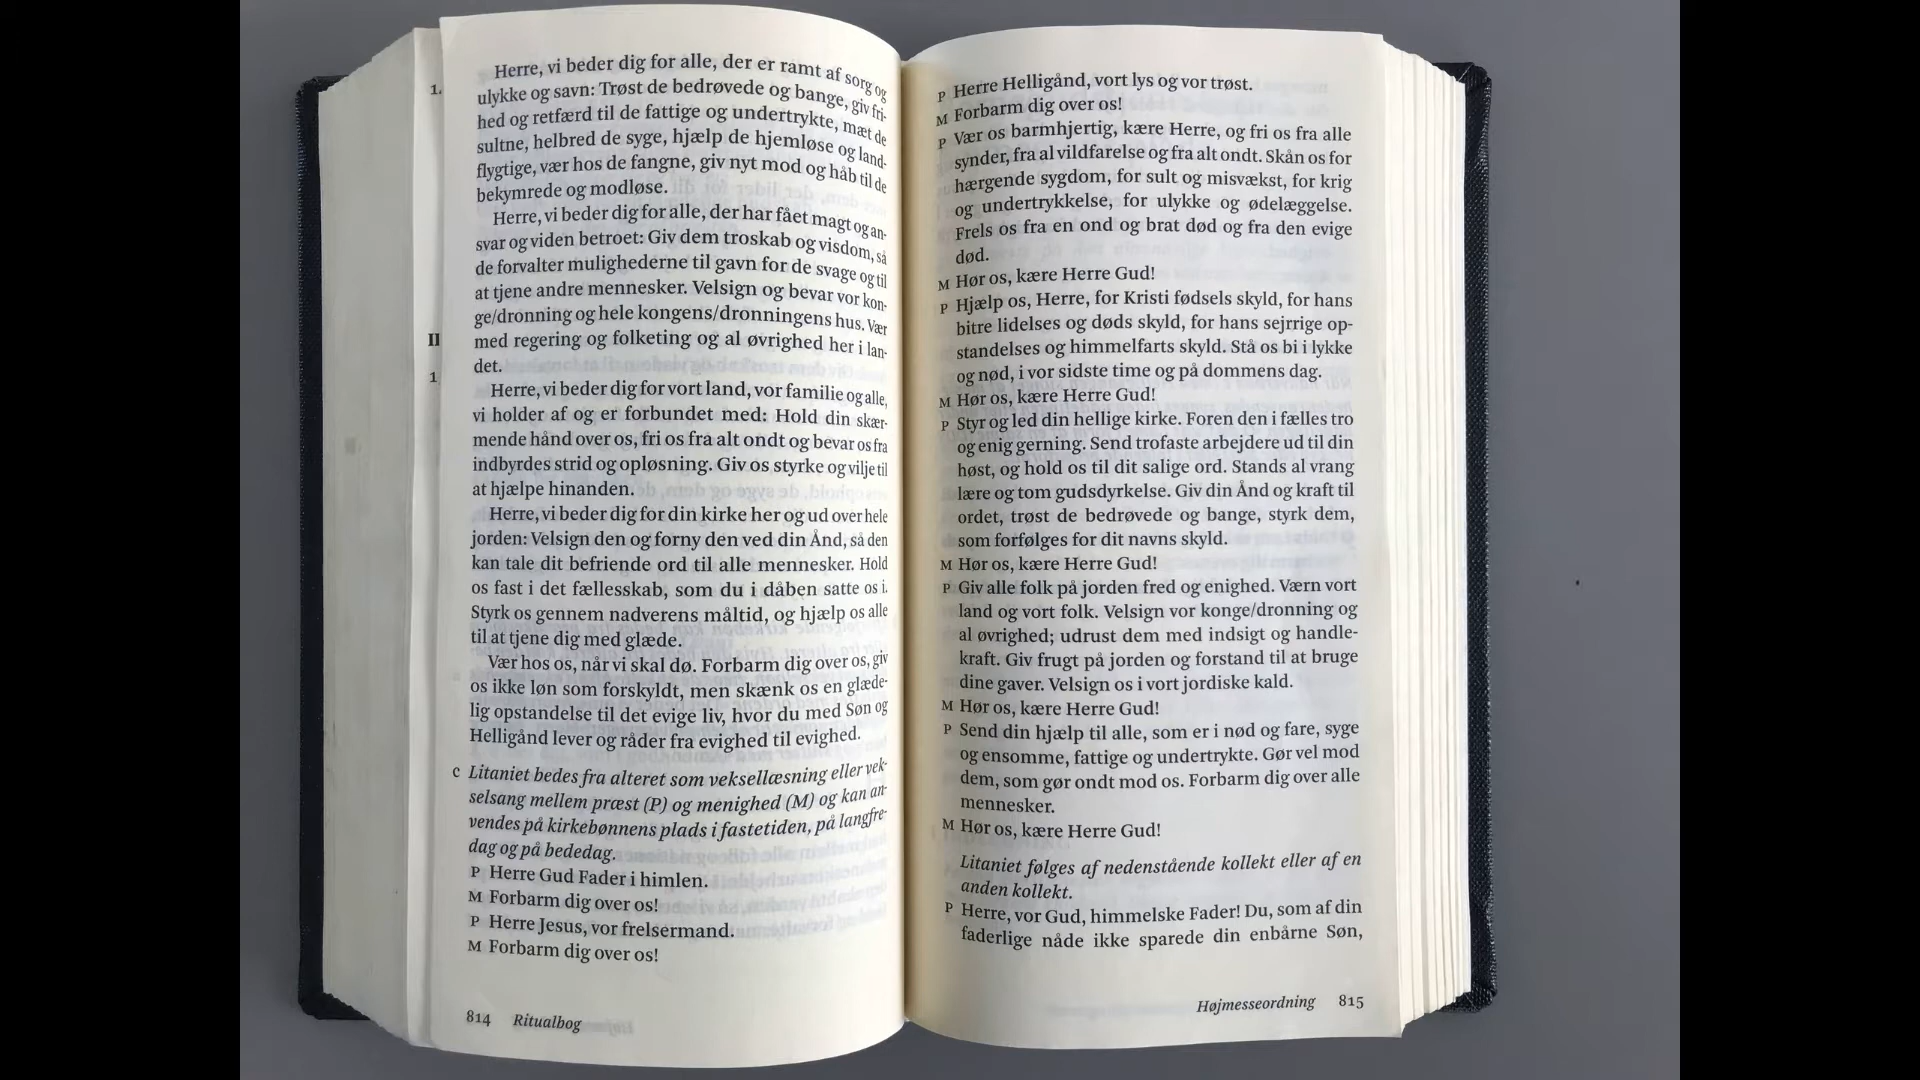 Herre, vi beder dig for alle, der er ramt af sorg og
ulykke og savn: Trøst de bedrøvede og bange, giv fri-
hed og retfærd til de fattige og undertrykte, mæt de
sultne, helbred de syge, hjælp de hjemløse og land-
flygtige, vær hos de fangne, giv nyt mod og håb til de
bekymrede og modløse.
Herre, vi beder dig for alle, der har fået magt og an-
svar og viden betroet: Giv dem troskab og visdom, så
de forvalter mulighederne til gavn for de svage og til
at tjene andre mennesker. Velsign og bevar vor kon-
ge/dronning og hele kongens/dronningens hus. Vær
med regering og folketing og al øvrighed her i lan-
det.
Herre, vi beder dig for vort land, vor familie og alle,
vi holder af og er forbundet med: Hold din skær-
mende hånd over os, fri os fra alt ondt og bevar os fra
indbyrdes strid og opløsning. Giv os styrke og vilje til
at hjælpe hinanden.
Herre, vi beder dig for din kirke her og ud over hele
jorden: Velsign den og forny den ved din Ånd, så den
kan tale dit befriende ord til alle mennesker. Hold
os fast i det fællesskab, som du i dåben satte os i.
Styrk os gennem nadverens måltid, og hjælp os alle
til at tjene dig med glæde.
Vær hos os, når vi skal dø. Forbarm dig over os, giv
os ikke løn som forskyldt, men skænk os en glæde-
lig opstandelse til det evige liv, hvor du med Søn og
Helligånd lever og råder fra evighed til evighed.
C Litaniet bedes fra alteret som veksellæsning eller vek-
selsang mellem præst (P) og menighed (M) og kan an-
vendes på kirkebønnens plads i fastetiden, på langfre-
dag og på bededag.
P Herre Gud Fader i himlen.
M Forbarm dig over os!
P Herre Jesus, vor frelsermand.
M Forbarm dig over os!
814 Ritualbog
1.
II
1
P Herre Helligånd, vort lys og vor trøst.
M Forbarm dig over os!
P Vær os barmhjertig, kære Herre, og fri os fra alle
synder, fra al vildfarelse og fra alt ondt. Skån os for
hærgende sygdom, for sult og misvækst, for krig
og undertrykkelse, for ulykke og ødelæggelse.
Frels os fra en ond og brat død og fra den evige
død.
M Hør os, kære Herre Gud!
P Hjælp os, Herre, for Kristi fødsels skyld, for hans
bitre lidelses og døds skyld, for hans sejrrige op-
standelses og himmelfarts skyld. Stå os bi i lykke
og nød, i vor sidste time og på dommens dag.
M Hør os, kære Herre Gud!
P Styr og led din hellige kirke. Foren den i fælles tro
og enig gerning. Send trofaste arbejdere ud til din
høst, og hold os til dit salige ord. Stands al vrang
lære og tom gudsdyrkelse. Giv din Ånd og kraft til
ordet, trøst de bedrøvede og bange, styrk dem,
som forfølges for dit navns skyld.
M Hør os, kære Herre Gud!
P Giv alle folk på jorden fred og enighed. Værn vort
land og vort folk. Velsign vor konge/dronning og
al øvrighed; udrust dem med indsigt og handle-
kraft. Giv frugt på jorden og forstand til at bruge
dine gaver. Velsign os i vort jordiske kald.
M Hør os, kære Herre Gud!
P Send din hjælp til alle, som er i nød og fare, syge
og ensomme, fattige og undertrykte. Gør vel mod
dem, som gør ondt mod os. Forbarm dig over alle
mennesker.
M Hør os, kære Herre Gud!
Litaniet følges af nedenstående kollekt eller af en
anden kollekt.
P Herre, vor Gud, himmelske Fader! Du, som af din
faderlige nåde ikke sparede din enbårne Søn,
Højmesseordning 815